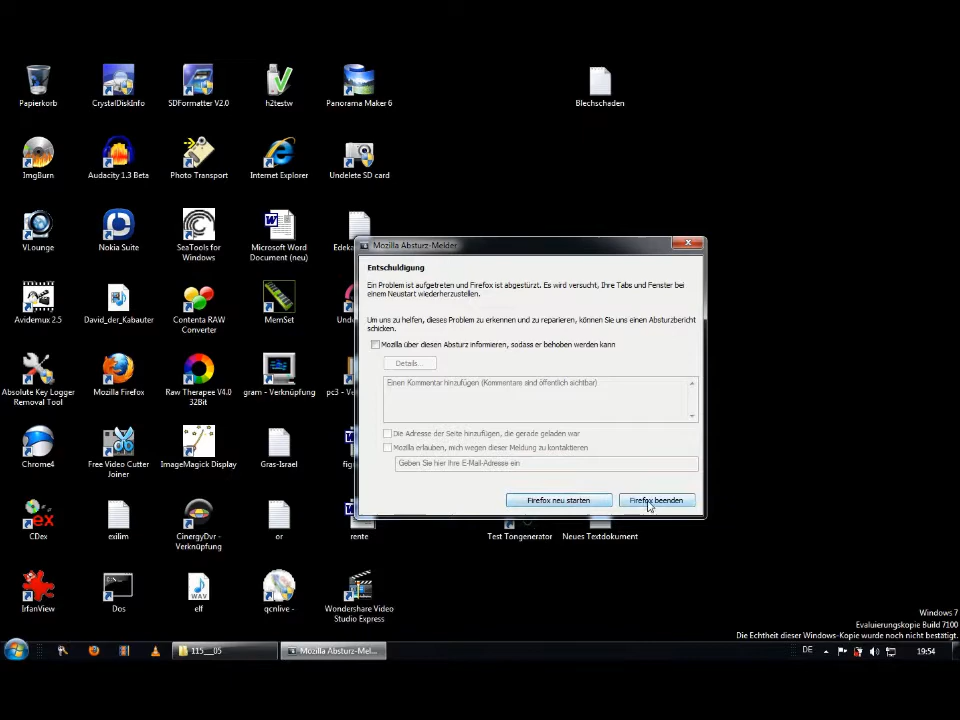 Papierkorb
CrystalDiskInfo
SDFormatter V2.0
h2testw
Panorama Maker 6
Blechschaden
ImgBurn
Audacity 1.3 Beta
Photo Transport
Internet Explorer
Undelete SD card
VLounge
Nokia Suite
SeaTools for
Windows
Microsoft Word
Document (neu)
Edeka
Avidemux 2.5
David_der_Kabauter
Contenta RAW
Converter
MemSet
Absolute Key Logger
Removal Tool
Mozilla Firefox
Raw Therapee V4.0
32Bit
gram - Verknüpfung
pc3 - Ve
Chrome4
Free Video Cutter
Joiner
ImageMagick Display
Gras-Israel
fig
CDex
exilim
CinergyDvr -
Verknüpfung
or
rente
Test Tongenerator
Neues Textdokument
IrfanView
Dos
elf
qcnlive -
Wondershare Video
Studio Express
Mozilla Absturz-Melder
Entschuldigung
Ein Problem ist aufgetreten und Firefox ist abgestürzt. Es wird versucht, Ihre Tabs und Fenster bei
einem Neustart wiederherzustellen.
Um uns zu helfen, dieses Problem zu erkennen und zu reparieren, können Sie uns einen Absturzbericht
schicken.
Mozilla über diesen Absturz informieren, sodass er behoben werden kann
Details...
Einen Kommentar hinzufügen (Kommentare sind öffentlich sichtbar)
Die Adresse der Seite hinzufügen, die gerade geladen war
Mozilla erlauben, mich wegen dieser Meldung zu kontaktieren
Geben Sie hier Ihre E-Mail-Adresse ein
Firefox neu starten
Firefox beenden
Windows 7
Evaluierungskopie Build 7100
Die Echtheit dieser Windows-Kopie wurde noch nicht bestätigt.
115__05
Mozilla Absturz-Mel...
DE
19:54